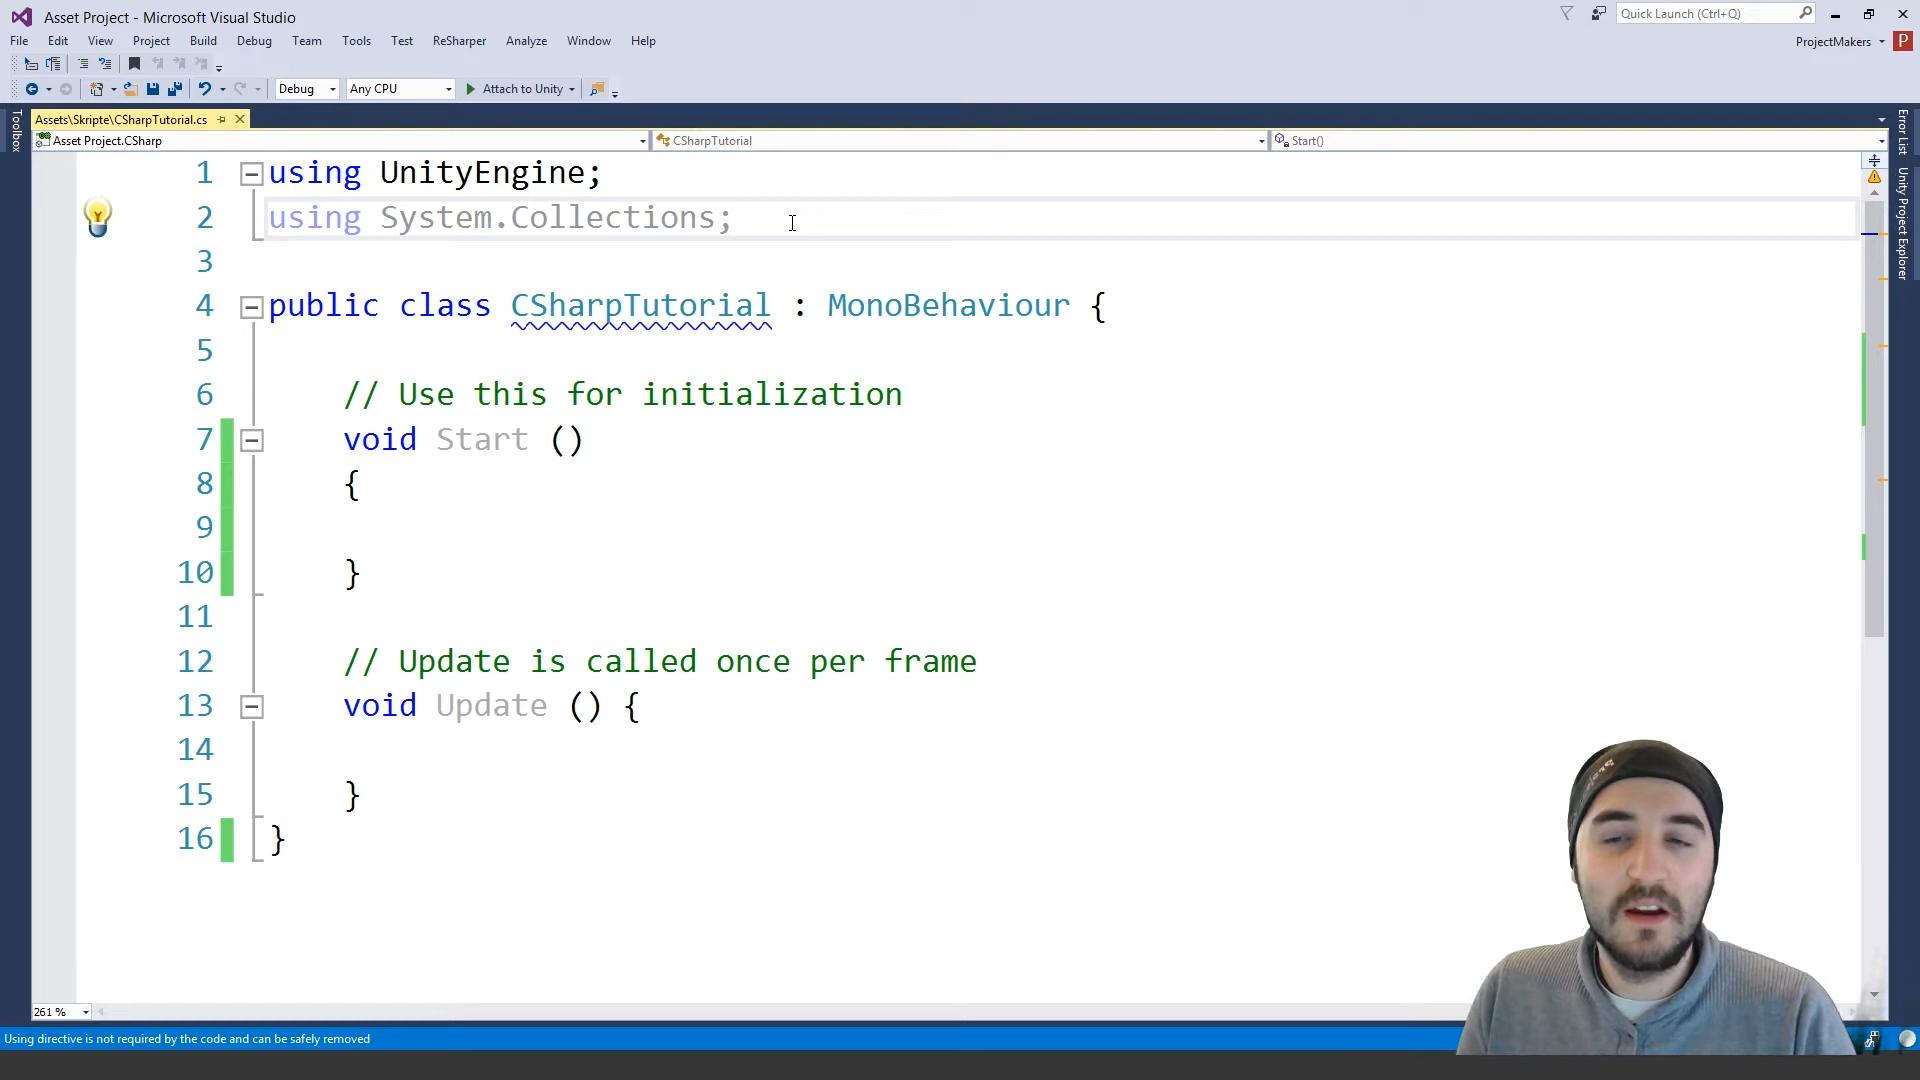 Asset Project - Microsoft Visual Studio
Quick Launch (Ctrl+Q)
File Edit View Project Build Debug Team Tools Test ReSharper Analyze Window Help
ProjectMakers P
Debug Any CPU Attach to Unity
Toolbox
Assets\Skripte\CSharpTutorial.cs
Error List
Unity Project Explorer
Asset Project.CSharp CSharpTutorial Start()
1 using UnityEngine;
2 using System.Collections;
3
4 public class CSharpTutorial : MonoBehaviour {
5
6 // Use this for initialization
7 void Start ()
8 {
9
10 }
11
12 // Update is called once per frame
13 void Update () {
14
15 }
16 }
261 %
Using directive is not required by the code and can be safely removed